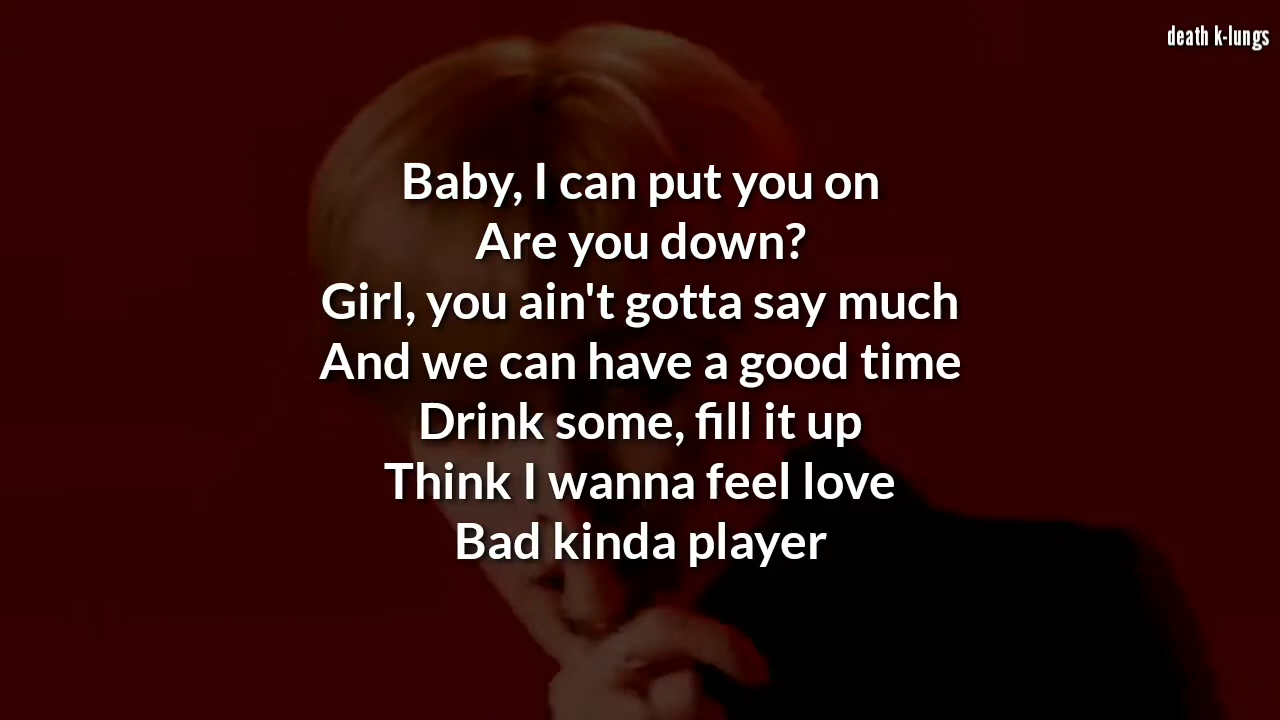 death k-lungs
Baby, I can put you on
Are you down?
Girl, you ain't gotta say much
And we can have a good time
Drink some, fill it up
Think I wanna feel love
Bad kinda player